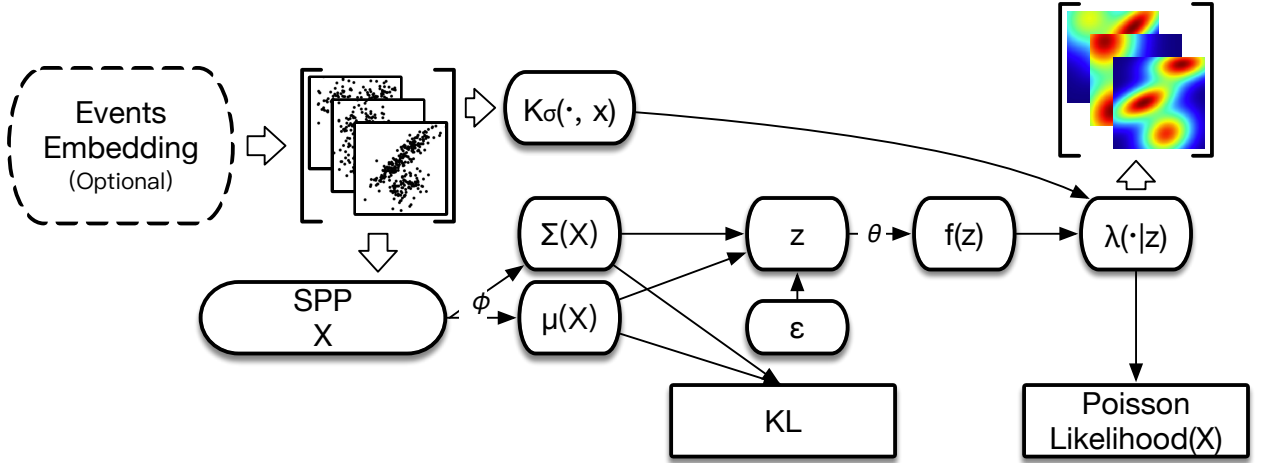 Events
Embedding
(Optional)
Kσ(·, x)
Σ(X)
z
θ
f(z)
λ(·|z)
SPP
X
ϕ
μ(X)
ε
KL
Poisson
Likelihood(X)